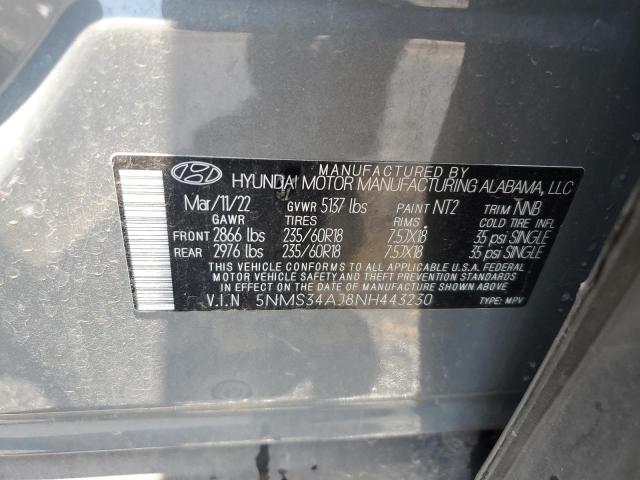 MANUFACTURED BY
HYUNDAI MOTOR MANUFACTURING ALABAMA, LLC
Mar/11/22 GVWR 5137 lbs PAINT NT2 TRIM NNB
GAWR TIRES RIMS COLD TIRE INFL
FRONT 2866 lbs 235/60R18 7.5JX18 35 psi SINGLE
REAR 2976 lbs 235/60R18 7.5JX18 35 psi SINGLE
THIS VEHICLE CONFORMS TO ALL APPLICABLE U.S.A. FEDERAL
MOTOR VEHICLE SAFETY AND THEFT PREVENTION STANDARDS
IN EFFECT ON THE DATE OF MANUFACTURE SHOWN ABOVE.
V.I.N 5NMS34AJ8NH443230 TYPE: MPV